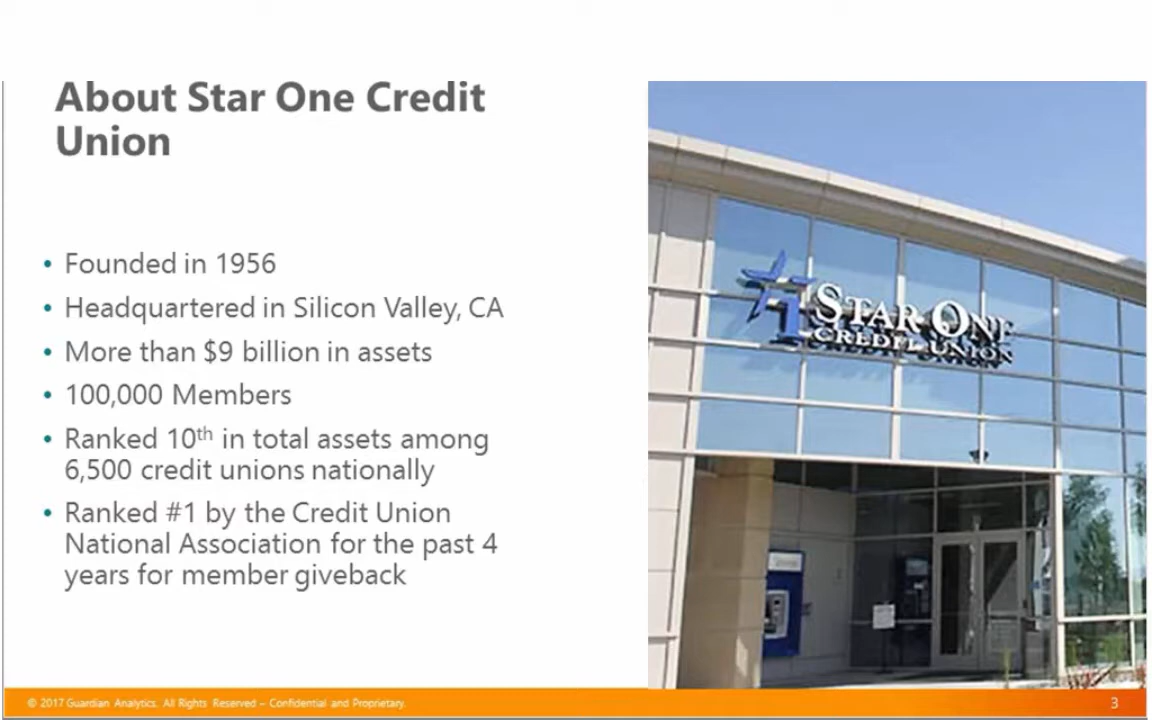 About Star One Credit
Union
• Founded in 1956
• Headquartered in Silicon Valley, CA
• More than $9 billion in assets
• 100,000 Members
• Ranked 10th in total assets among
6,500 credit unions nationally
• Ranked #1 by the Credit Union
National Association for the past 4
years for member giveback
STAR ONE
CREDIT UNION
© 2017 Guardian Analytics. All Rights Reserved – Confidential and Proprietary.
3